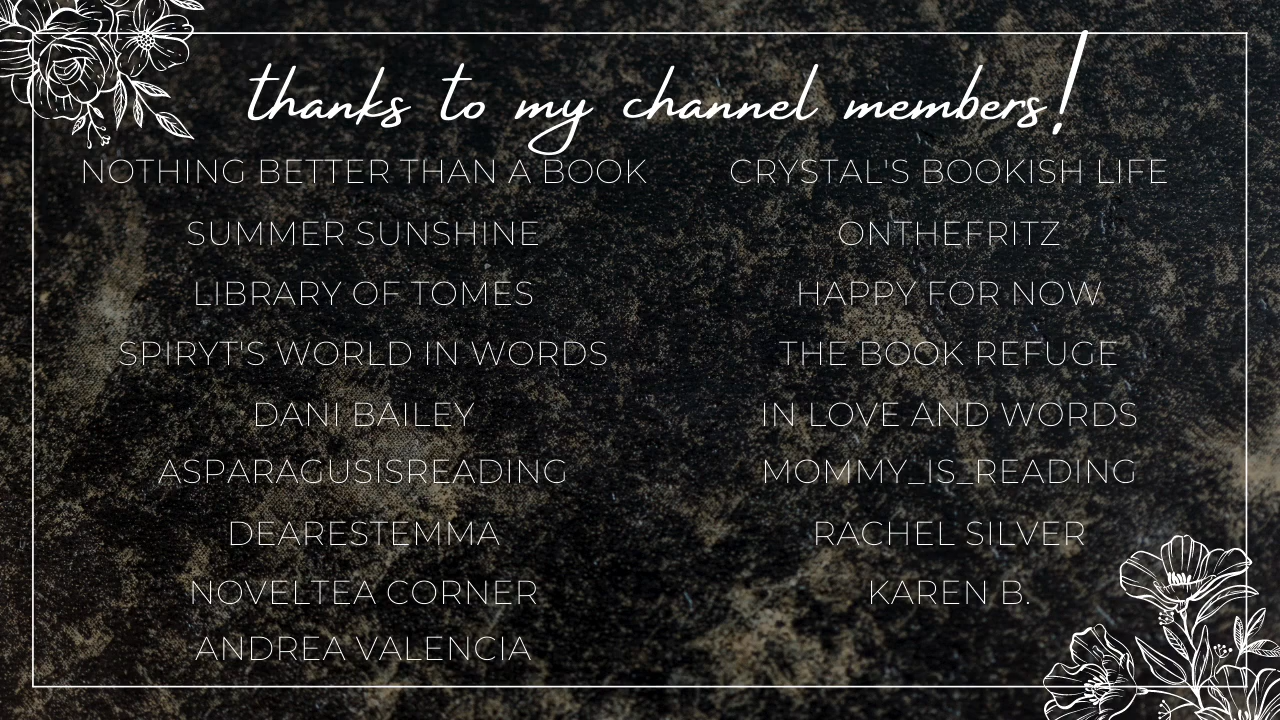 thanks to my channel members!
NOTHING BETTER THAN A BOOK
SUMMER SUNSHINE
LIBRARY OF TOMES
SPIRYT'S WORLD IN WORDS
DANI BAILEY
ASPARAGUSISREADING
DEARESTEMMA
NOVELTEA CORNER
ANDREA VALENCIA
CRYSTAL'S BOOKISH LIFE
ONTHEFRITZ
HAPPY FOR NOW
THE BOOK REFUGE
IN LOVE AND WORDS
MOMMY_IS_READING
RACHEL SILVER
KAREN B.